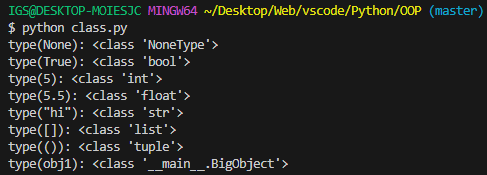 IGS@DESKTOP-MOIESJC MINGW64 ~/Desktop/Web/vscode/Python/OOP (master)
$ python class.py
type(None): <class 'NoneType'>
type(True): <class 'bool'>
type(5): <class 'int'>
type(5.5): <class 'float'>
type("hi"): <class 'str'>
type([]): <class 'list'>
type(()): <class 'tuple'>
type(obj1): <class '__main__.BigObject'>